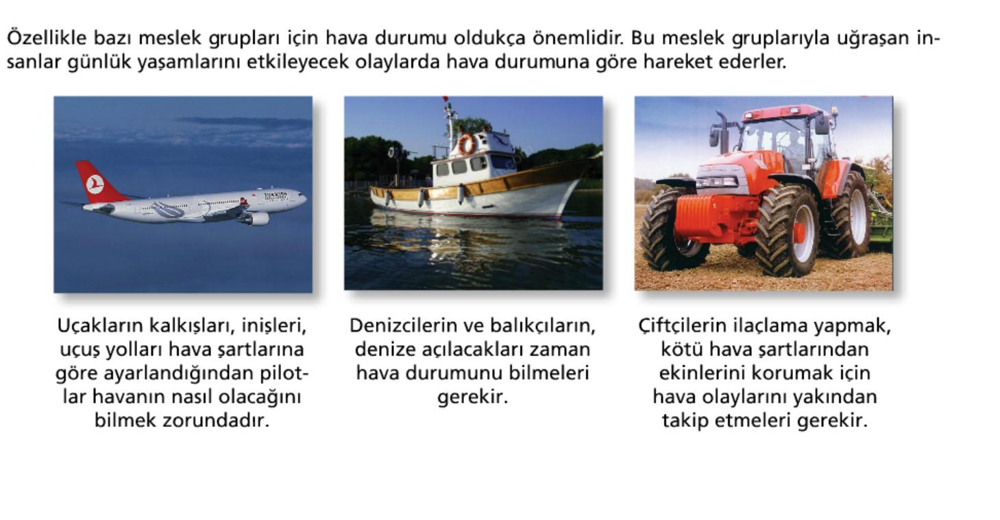 Özellikle bazı meslek grupları için hava durumu oldukça önemlidir. Bu meslek gruplarıyla uğraşan in-
sanlar günlük yaşamlarını etkileyecek olaylarda hava durumuna göre hareket ederler.
Uçakların kalkışları, inişleri,
uçuş yolları hava şartlarına
göre ayarlandığından pilot-
lar havanın nasıl olacağını
bilmek zorundadır.
Denizcilerin ve balıkçıların,
denize açılacakları zaman
hava durumunu bilmeleri
gerekir.
Çiftçilerin ilaçlama yapmak,
kötü hava şartlarından
ekinlerini korumak için
hava olaylarını yakından
takip etmeleri gerekir.